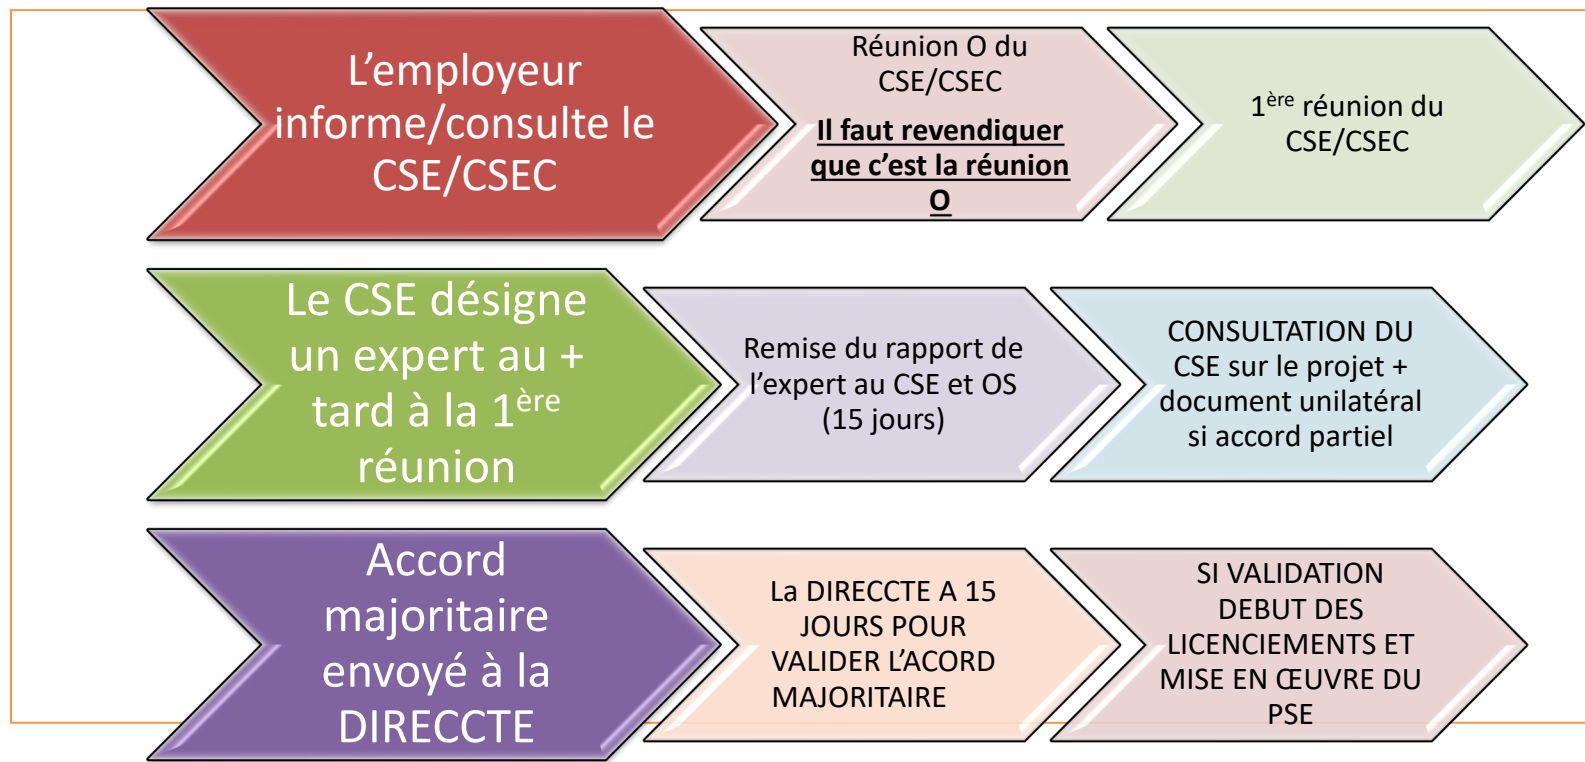 L’employeur
informe/consulte le
CSE/CSEC
Réunion O du
CSE/CSEC
Il faut revendiquer
que c’est la réunion
O
1ère réunion du
CSE/CSEC
Le CSE désigne
un expert au +
tard à la 1ère
réunion
Remise du rapport de
l’expert au CSE et OS
(15 jours)
CONSULTATION DU
CSE sur le projet +
document unilatéral
si accord partiel
Accord
majoritaire
envoyé à la
DIRECCTE
La DIRECCTE A 15
JOURS POUR
VALIDER L’ACORD
MAJORITAIRE
SI VALIDATION
DEBUT DES
LICENCIEMENTS ET
MISE EN ŒUVRE DU
PSE